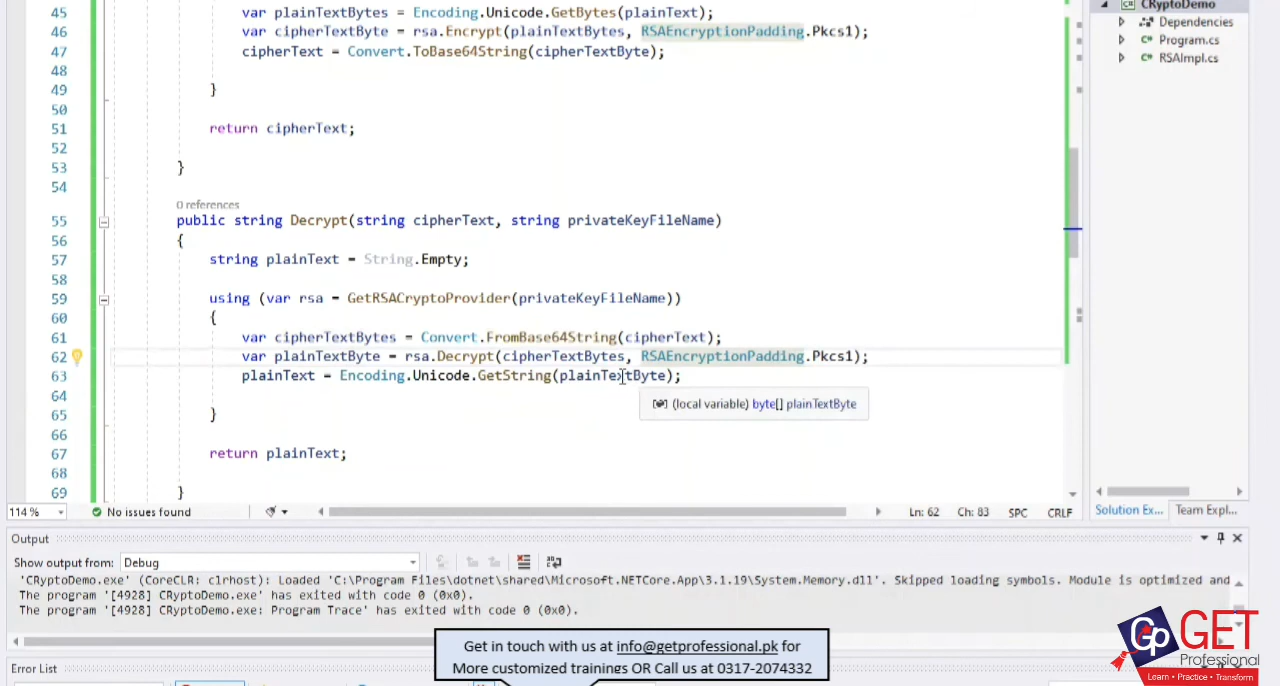 CRyptoDemo
45 var plainTextBytes = Encoding.Unicode.GetBytes(plainText);
Dependencies
46 var cipherTextByte = rsa.Encrypt(plainTextBytes, RSAEncryptionPadding.Pkcs1);
C# Program.cs
47 cipherText = Convert.ToBase64String(cipherTextByte);
C# RSAImpl.cs
48
49 }
50
51 return cipherText;
52
53 }
54
0 references
55 public string Decrypt(string cipherText, string privateKeyFileName)
56 {
57 string plainText = String.Empty;
58
59 using (var rsa = GetRSACryptoProvider(privateKeyFileName))
60 {
61 var cipherTextBytes = Convert.FromBase64String(cipherText);
62 var plainTextByte = rsa.Decrypt(cipherTextBytes, RSAEncryptionPadding.Pkcs1);
63 plainText = Encoding.Unicode.GetString(plainTextByte);
64
(local variable) byte[] plainTextByte
65 }
66
67 return plainText;
68
69 }
114 % No issues found Ln: 62 Ch: 83 SPC CRLF
Solution Ex... Team Expl...
Output
Show output from: Debug
'CRyptoDemo.exe' (CoreCLR: clrhost): Loaded 'C:\Program Files\dotnet\shared\Microsoft.NETCore.App\3.1.19\System.Memory.dll'. Skipped loading symbols. Module is optimized and
The program '[4928] CRyptoDemo.exe' has exited with code 0 (0x0).
The program '[4928] CRyptoDemo.exe: Program Trace' has exited with code 0 (0x0).
Get in touch with us at info@getprofessional.pk for
More customized trainings OR Call us at 0317-2074332
Error List
Gp GET
Professional
Learn • Practice • Transform